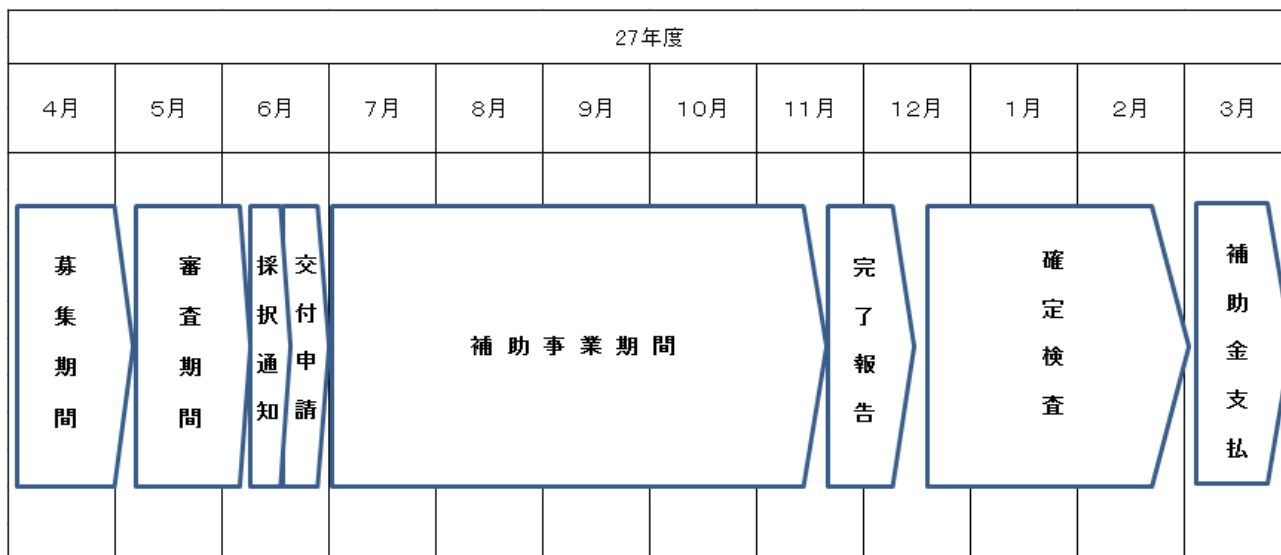 27年度
4月 5月 6月 7月 8月 9月 10月 11月 12月 1月 2月 3月
募集期間
審査期間
採択通知
交付申請
補助事業期間
完了報告
確定検査
補助金支払